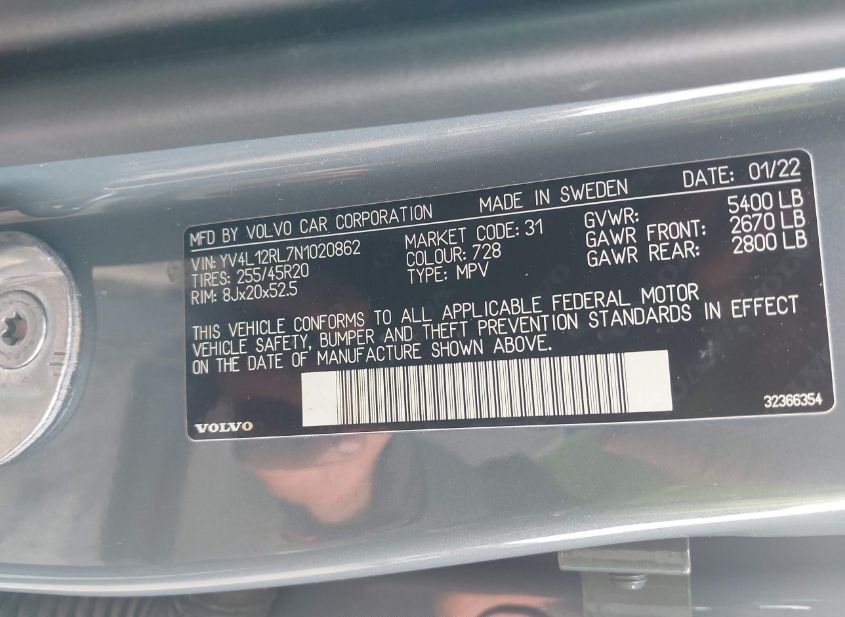 MFD BY VOLVO CAR CORPORATION MADE IN SWEDEN DATE: 01/22
VIN: YV4L12RL7N1020862 MARKET CODE: 31 GVWR: 5400 LB
TIRES: 255/45R20 COLOUR: 728 GAWR FRONT: 2670 LB
RIM: 8Jx20x52.5 TYPE: MPV GAWR REAR: 2800 LB
THIS VEHICLE CONFORMS TO ALL APPLICABLE FEDERAL MOTOR
VEHICLE SAFETY, BUMPER AND THEFT PREVENTION STANDARDS IN EFFECT
ON THE DATE OF MANUFACTURE SHOWN ABOVE.
VOLVO 32366354